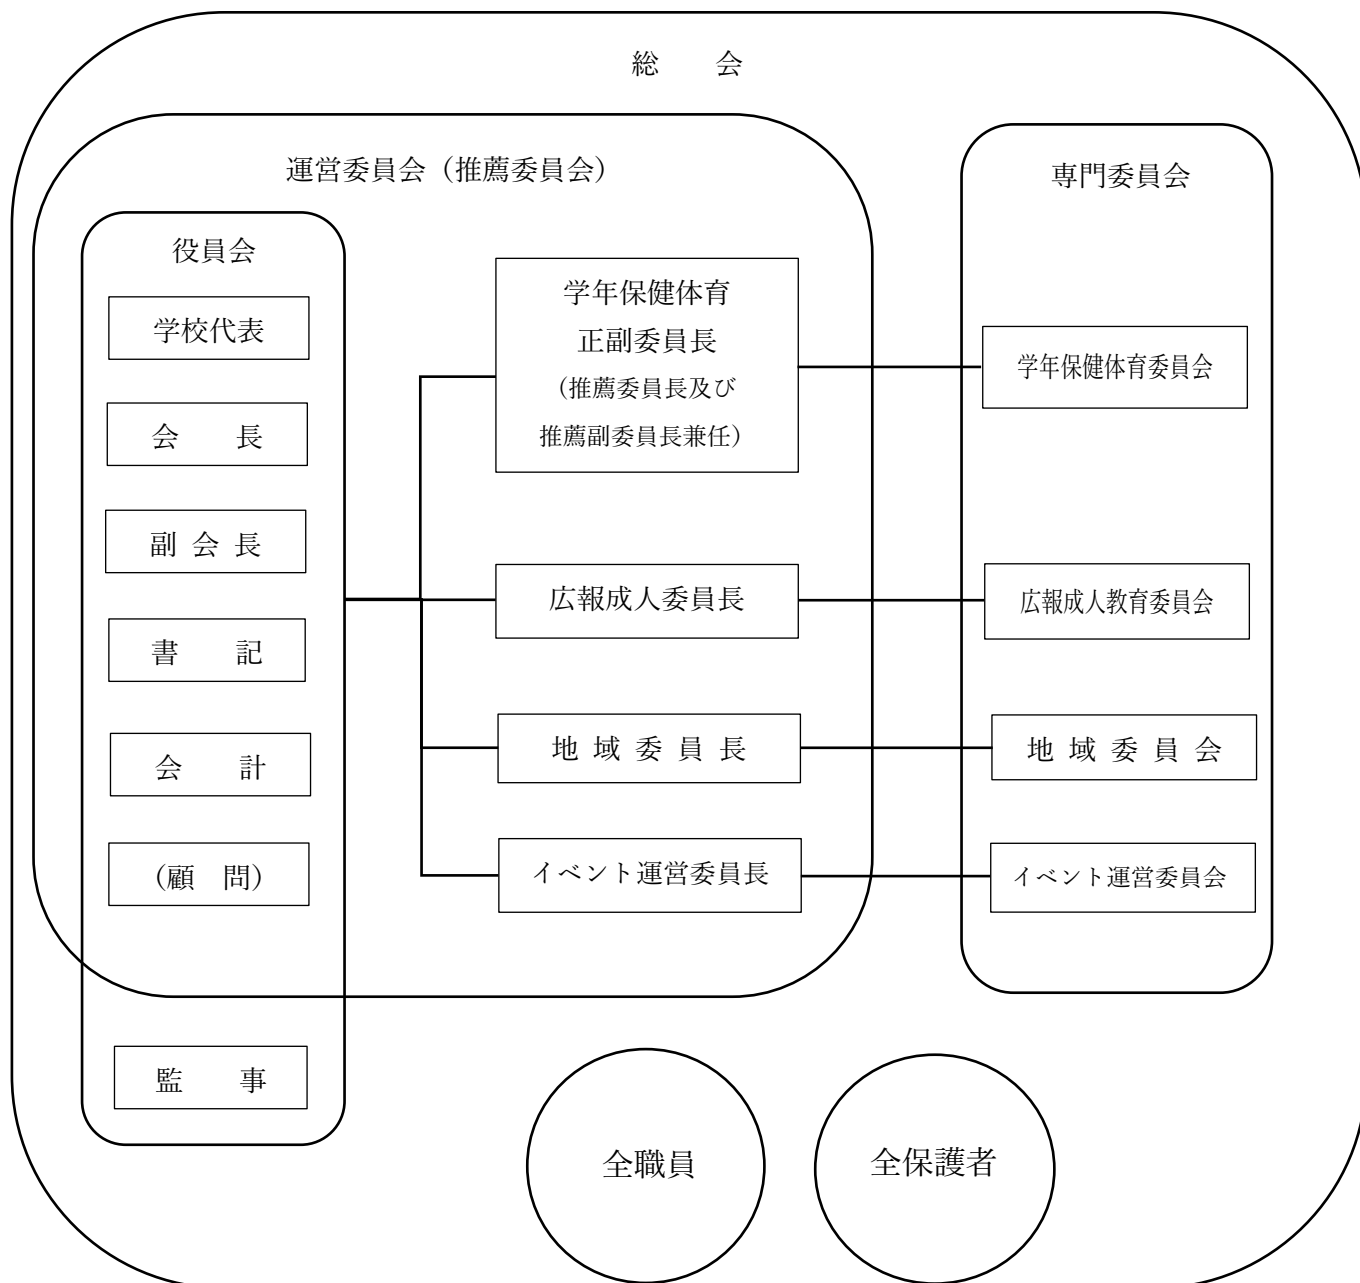 総　　会
運営委員会（推薦委員会）
専門委員会
役員会
学校代表
会　　長
副 会 長
書　　記
会　　計
（顧　問）
監　　事
学年保健体育
正副委員長
（推薦委員長及び
推薦副委員長兼任）
広報成人委員長
地 域 委 員 長
イベント運営委員長
学年保健体育委員会
広報成人教育委員会
地 域 委 員 会
イベント運営委員会
全職員
全保護者